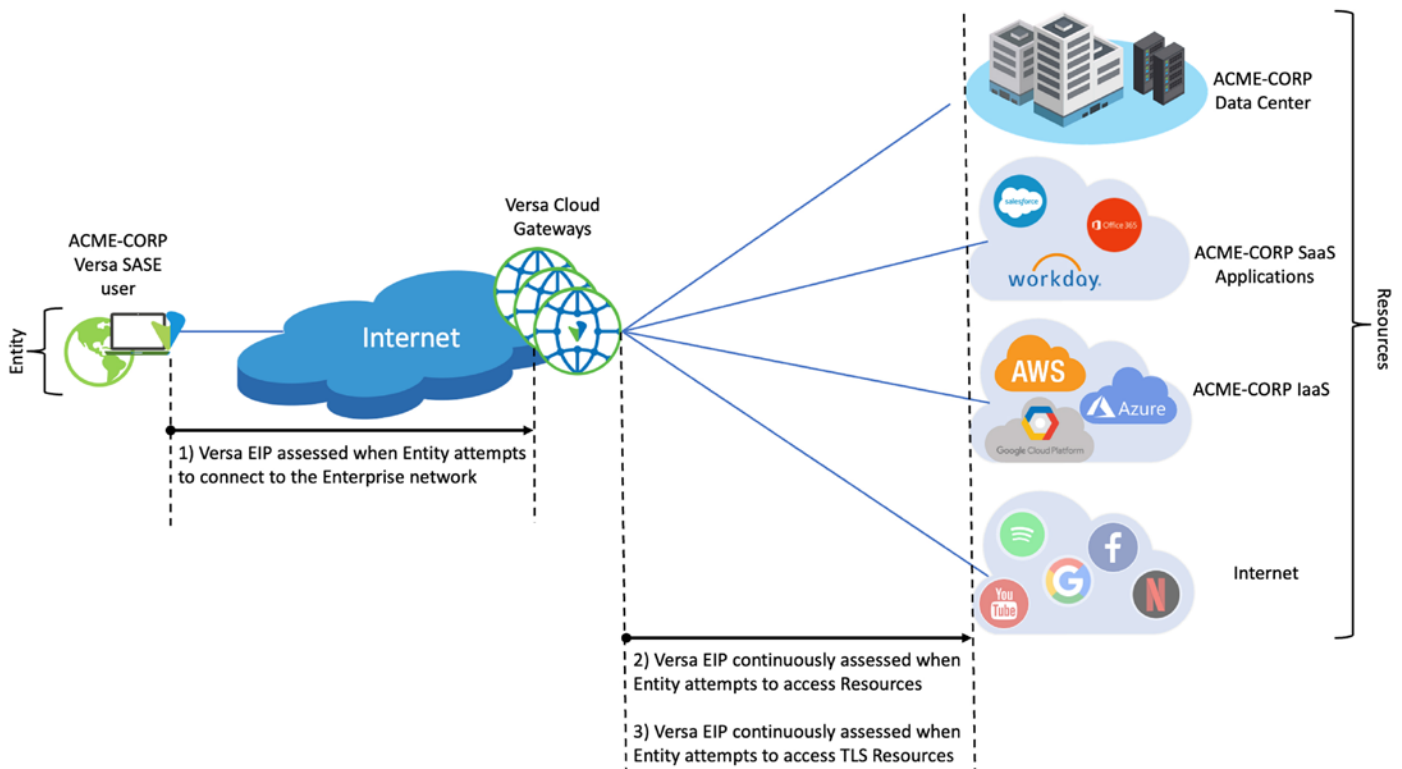 ACME-CORP
Data Center
salesforce
Office 365
workday.
ACME-CORP SaaS
Applications
Versa Cloud
Gateways
ACME-CORP
Versa SASE
user
Entity
Internet
Resources
AWS
Azure
Google Cloud Platform
ACME-CORP IaaS
1) Versa EIP assessed when Entity attempts
to connect to the Enterprise network
f
G
N
You
Tube
Internet
2) Versa EIP continuously assessed when
Entity attempts to access Resources
3) Versa EIP continuously assessed when
Entity attempts to access TLS Resources